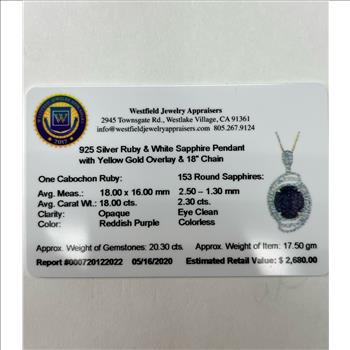 Westfield Jewelry Appraisers
2945 Townsgate Rd., Westlake Village, CA 91361
info@westfieldjewelryappraisers.com 805.267.9124
W
2017
925 Silver Ruby & White Sapphire Pendant
with Yellow Gold Overlay & 18" Chain
One Cabochon Ruby: 153 Round Sapphires:
Avg. Meas.: 18.00 x 16.00 mm 2.50 – 1.30 mm
Avg. Carat Wt.: 18.00 cts. 2.30 cts.
Clarity: Opaque Eye Clean
Color: Reddish Purple Colorless
Approx. Weight of Gemstones: 20.30 cts. Approx. Weight of Item: 17.50 gm
Report #000720122022 05/16/2020 Estimated Retail Value: $ 2,680.00